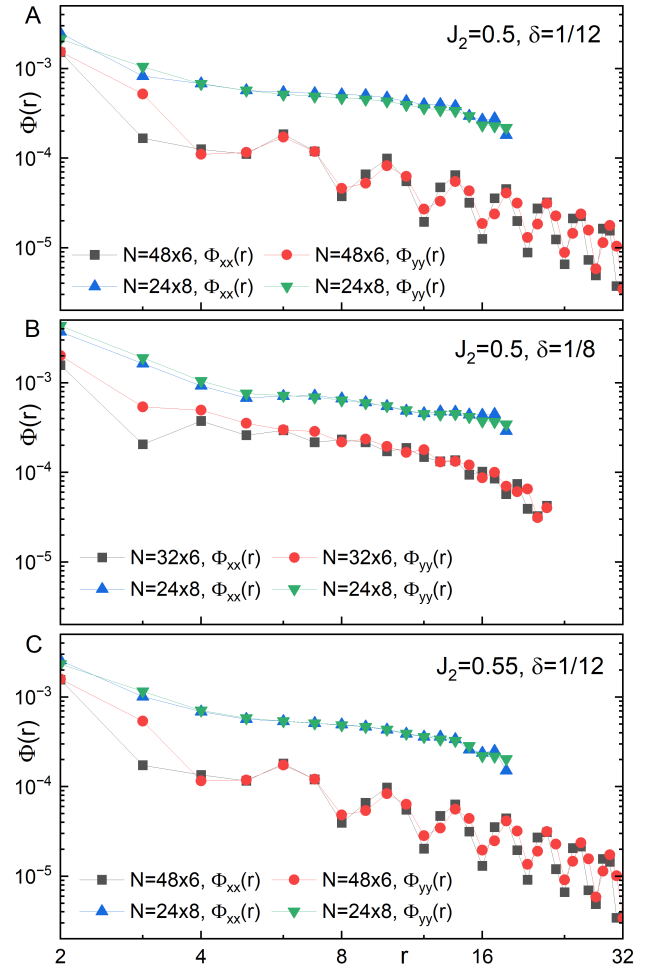 A
J₂=0.5, δ=1/12
10⁻³
10⁻⁴
10⁻⁵
Φ(r)
N=48x6, Φxx(r)
N=48x6, Φyy(r)
N=24x8, Φxx(r)
N=24x8, Φyy(r)
B
J₂=0.5, δ=1/8
10⁻³
10⁻⁴
10⁻⁵
Φ(r)
N=32x6, Φxx(r)
N=32x6, Φyy(r)
N=24x8, Φxx(r)
N=24x8, Φyy(r)
C
J₂=0.55, δ=1/12
10⁻³
10⁻⁴
10⁻⁵
Φ(r)
N=48x6, Φxx(r)
N=48x6, Φyy(r)
N=24x8, Φxx(r)
N=24x8, Φyy(r)
2 4 8 r 16 32